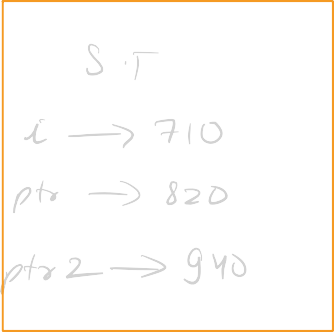 S.T
i → 710
ptr → 820
ptr2 → 940